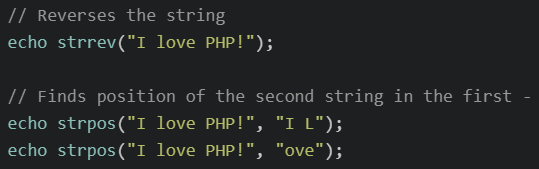 // Reverses the string
echo strrev("I love PHP!");
// Finds position of the second string in the first -
echo strpos("I love PHP!", "I L");
echo strpos("I love PHP!", "ove");